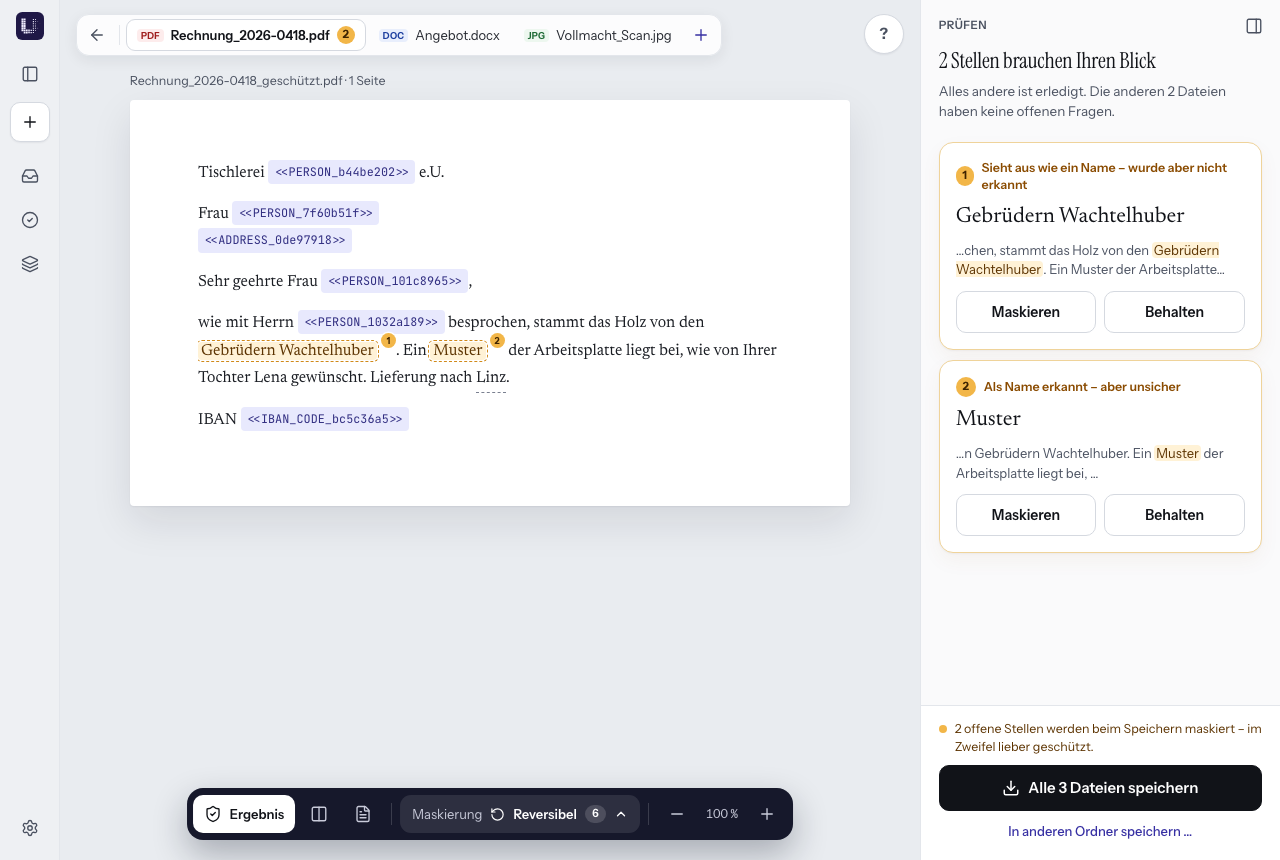 PDF Rechnung_2026-0418.pdf 2 DOC Angebot.docx JPG Vollmacht_Scan.jpg
?
Rechnung_2026-0418_geschützt.pdf · 1 Seite
Tischlerei <<PERSON_b44be202>> e.U.
Frau <<PERSON_7f60b51f>>
<<ADDRESS_0de97918>>
Sehr geehrte Frau <<PERSON_101c8965>>,
wie mit Herrn <<PERSON_1032a189>> besprochen, stammt das Holz von den
Gebrüdern Wachtelhuber 1. Ein Muster 2 der Arbeitsplatte liegt bei, wie von Ihrer
Tochter Lena gewünscht. Lieferung nach Linz.
IBAN <<IBAN_CODE_bc5c36a5>>
Ergebnis Maskierung Reversibel 6 100 %
PRÜFEN
2 Stellen brauchen Ihren Blick
Alles andere ist erledigt. Die anderen 2 Dateien
haben keine offenen Fragen.
1 Sieht aus wie ein Name – wurde aber nicht
erkannt
Gebrüdern Wachtelhuber
…chen, stammt das Holz von den Gebrüdern
Wachtelhuber. Ein Muster der Arbeitsplatte…
Maskieren Behalten
2 Als Name erkannt – aber unsicher
Muster
…n Gebrüdern Wachtelhuber. Ein Muster der
Arbeitsplatte liegt bei, …
Maskieren Behalten
2 offene Stellen werden beim Speichern maskiert – im
Zweifel lieber geschützt.
Alle 3 Dateien speichern
In anderen Ordner speichern …